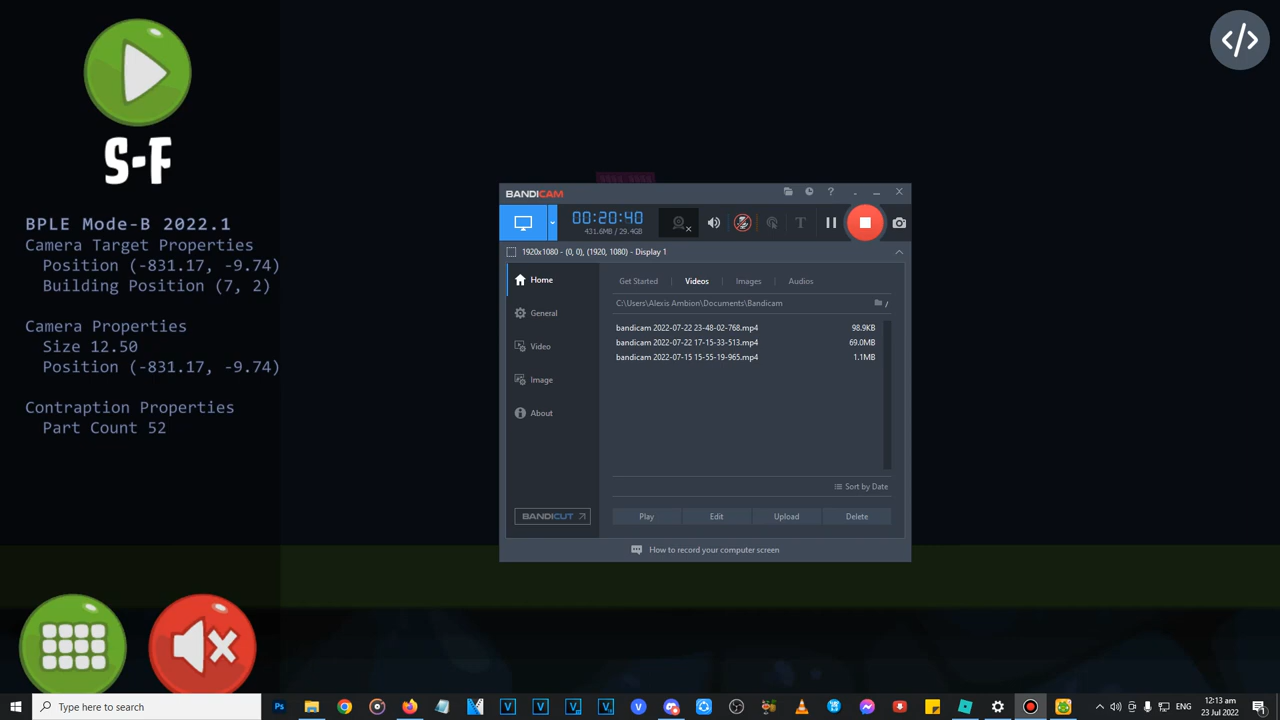 S-F
BPLE Mode-B 2022.1
Camera Target Properties
Position (-831.17, -9.74)
Building Position (7, 2)
Camera Properties
Size 12.50
Position (-831.17, -9.74)
Contraption Properties
Part Count 52
BANDICAM
00:20:40
431.6MB / 29.4GB
1920x1080 - (0, 0), (1920, 1080) - Display 1
Home
General
Video
Image
About
BANDICUT
Get Started
Videos
Images
Audios
C:\Users\Alexis Ambion\Documents\Bandicam
bandicam 2022-07-22 23-48-02-768.mp4 98.9KB
bandicam 2022-07-22 17-15-33-513.mp4 69.0MB
bandicam 2022-07-15 15-55-19-965.mp4 1.1MB
Sort by Date
Play
Edit
Upload
Delete
How to record your computer screen
Type here to search
ENG
12:13 am
23 Jul 2022